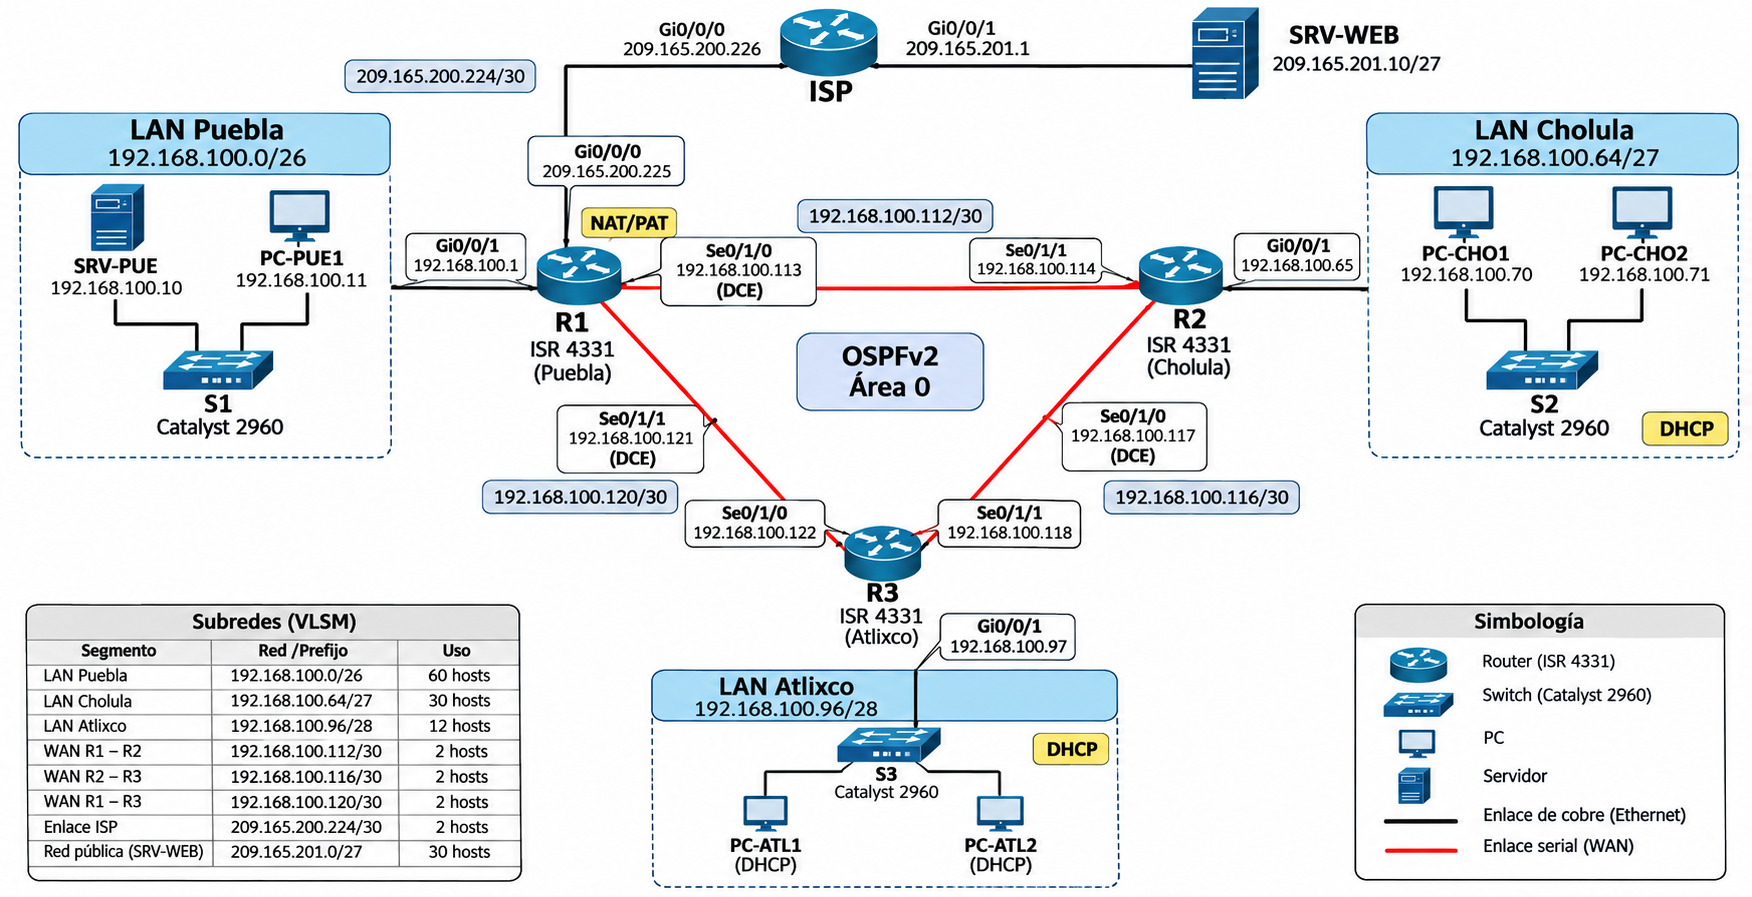 Gi0/0/0
209.165.200.226
Gi0/0/1
209.165.201.1
SRV-WEB
209.165.201.10/27
209.165.200.224/30
ISP
LAN Puebla
192.168.100.0/26
Gi0/0/0
209.165.200.225
LAN Cholula
192.168.100.64/27
NAT/PAT
192.168.100.112/30
SRV-PUE
192.168.100.10
PC-PUE1
192.168.100.11
Gi0/0/1
192.168.100.1
Se0/1/0
192.168.100.113
(DCE)
Se0/1/1
192.168.100.114
Gi0/0/1
192.168.100.65
PC-CHO1
192.168.100.70
PC-CHO2
192.168.100.71
R1
ISR 4331
(Puebla)
R2
ISR 4331
(Cholula)
OSPFv2
Área 0
S1
Catalyst 2960
S2
Catalyst 2960
DHCP
Se0/1/1
192.168.100.121
(DCE)
Se0/1/0
192.168.100.117
(DCE)
192.168.100.120/30
192.168.100.116/30
Se0/1/0
192.168.100.122
Se0/1/1
192.168.100.118
R3
ISR 4331
(Atlixco)
Gi0/0/1
192.168.100.97
LAN Atlixco
192.168.100.96/28
S3
Catalyst 2960
DHCP
PC-ATL1
(DHCP)
PC-ATL2
(DHCP)
Subredes (VLSM)
Segmento Red /Prefijo Uso
LAN Puebla 192.168.100.0/26 60 hosts
LAN Cholula 192.168.100.64/27 30 hosts
LAN Atlixco 192.168.100.96/28 12 hosts
WAN R1 – R2 192.168.100.112/30 2 hosts
WAN R2 – R3 192.168.100.116/30 2 hosts
WAN R1 – R3 192.168.100.120/30 2 hosts
Enlace ISP 209.165.200.224/30 2 hosts
Red pública (SRV-WEB) 209.165.201.0/27 30 hosts
Simbología
Router (ISR 4331)
Switch (Catalyst 2960)
PC
Servidor
Enlace de cobre (Ethernet)
Enlace serial (WAN)